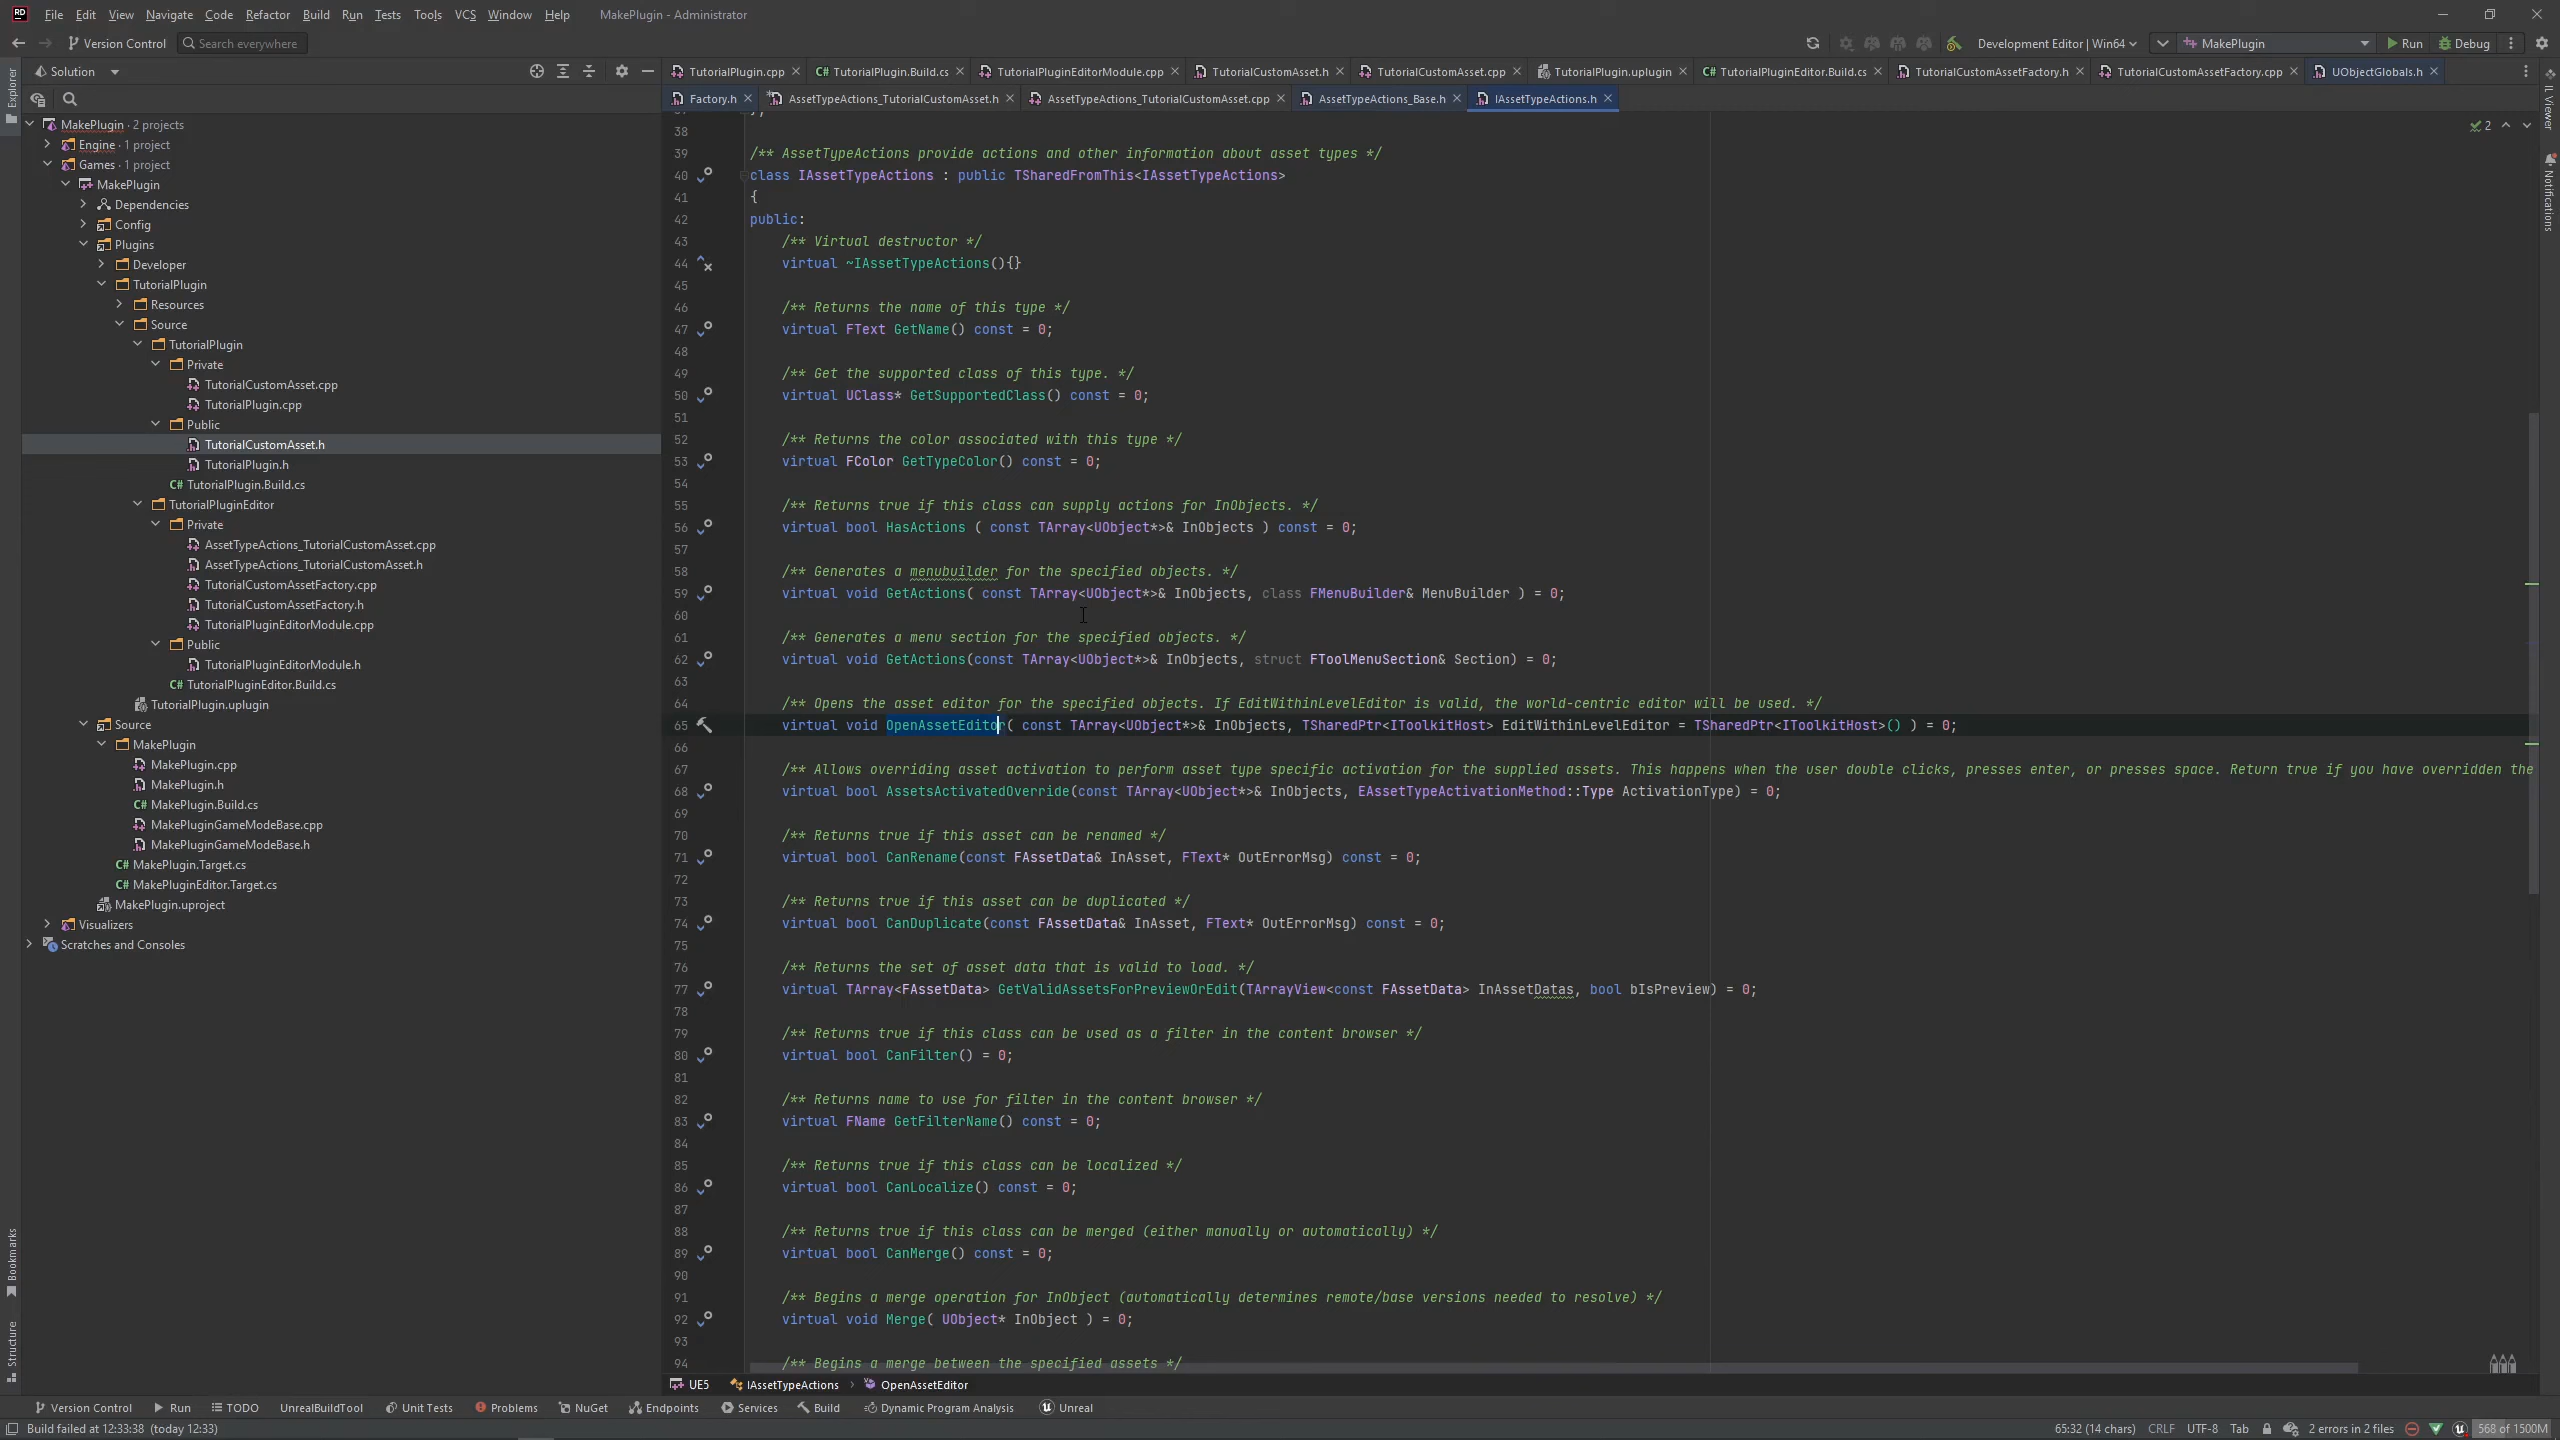 File Edit View Navigate Code Refactor Build Run Tests Tools VCS Window Help MakePlugin - Administrator
Version Control Search everywhere Development Editor | Win64 MakePlugin Run Debug
Solution
TutorialPlugin.cpp TutorialPlugin.Build.cs TutorialPluginEditorModule.cpp TutorialCustomAsset.h TutorialCustomAsset.cpp TutorialPlugin.uplugin TutorialPluginEditor.Build.cs TutorialCustomAssetFactory.h TutorialCustomAssetFactory.cpp UObjectGlobals.h
Factory.h AssetTypeActions_TutorialCustomAsset.h AssetTypeActions_TutorialCustomAsset.cpp AssetTypeActions_Base.h IAssetTypeActions.h
Explorer
Bookmarks
Structure
MakePlugin · 2 projects
Engine · 1 project
Games · 1 project
MakePlugin
Dependencies
Config
Plugins
Developer
TutorialPlugin
Resources
Source
TutorialPlugin
Private
TutorialCustomAsset.cpp
TutorialPlugin.cpp
Public
TutorialCustomAsset.h
TutorialPlugin.h
C# TutorialPlugin.Build.cs
TutorialPluginEditor
Private
AssetTypeActions_TutorialCustomAsset.cpp
AssetTypeActions_TutorialCustomAsset.h
TutorialCustomAssetFactory.cpp
TutorialCustomAssetFactory.h
TutorialPluginEditorModule.cpp
Public
TutorialPluginEditorModule.h
C# TutorialPluginEditor.Build.cs
TutorialPlugin.uplugin
Source
MakePlugin
MakePlugin.cpp
MakePlugin.h
C# MakePlugin.Build.cs
MakePluginGameModeBase.cpp
MakePluginGameModeBase.h
C# MakePlugin.Target.cs
C# MakePluginEditor.Target.cs
MakePlugin.uproject
Visualizers
Scratches and Consoles
2
38
39 /** AssetTypeActions provide actions and other information about asset types */
40 class IAssetTypeActions : public TSharedFromThis<IAssetTypeActions>
41 {
42 public:
43 /** Virtual destructor */
44 virtual ~IAssetTypeActions(){}
45
46 /** Returns the name of this type */
47 virtual FText GetName() const = 0;
48
49 /** Get the supported class of this type. */
50 virtual UClass* GetSupportedClass() const = 0;
51
52 /** Returns the color associated with this type */
53 virtual FColor GetTypeColor() const = 0;
54
55 /** Returns true if this class can supply actions for InObjects. */
56 virtual bool HasActions ( const TArray<UObject*>& InObjects ) const = 0;
57
58 /** Generates a menubuilder for the specified objects. */
59 virtual void GetActions( const TArray<UObject*>& InObjects, class FMenuBuilder& MenuBuilder ) = 0;
60
61 /** Generates a menu section for the specified objects. */
62 virtual void GetActions(const TArray<UObject*>& InObjects, struct FToolMenuSection& Section) = 0;
63
64 /** Opens the asset editor for the specified objects. If EditWithinLevelEditor is valid, the world-centric editor will be used. */
65 virtual void OpenAssetEditor( const TArray<UObject*>& InObjects, TSharedPtr<IToolkitHost> EditWithinLevelEditor = TSharedPtr<IToolkitHost>() ) = 0;
66
67 /** Allows overriding asset activation to perform asset type specific activation for the supplied assets. This happens when the user double clicks, presses enter, or presses space. Return true if you have overridden the
68 virtual bool AssetsActivatedOverride(const TArray<UObject*>& InObjects, EAssetTypeActivationMethod::Type ActivationType) = 0;
69
70 /** Returns true if this asset can be renamed */
71 virtual bool CanRename(const FAssetData& InAsset, FText* OutErrorMsg) const = 0;
72
73 /** Returns true if this asset can be duplicated */
74 virtual bool CanDuplicate(const FAssetData& InAsset, FText* OutErrorMsg) const = 0;
75
76 /** Returns the set of asset data that is valid to load. */
77 virtual TArray<FAssetData> GetValidAssetsForPreviewOrEdit(TArrayView<const FAssetData> InAssetDatas, bool bIsPreview) = 0;
78
79 /** Returns true if this class can be used as a filter in the content browser */
80 virtual bool CanFilter() = 0;
81
82 /** Returns name to use for filter in the content browser */
83 virtual FName GetFilterName() const = 0;
84
85 /** Returns true if this class can be localized */
86 virtual bool CanLocalize() const = 0;
87
88 /** Returns true if this class can be merged (either manually or automatically) */
89 virtual bool CanMerge() const = 0;
90
91 /** Begins a merge operation for InObject (automatically determines remote/base versions needed to resolve) */
92 virtual void Merge( UObject* InObject ) = 0;
93
94 /** Begins a merge between the specified assets */
IL Viewer
Notifications
UE5 IAssetTypeActions OpenAssetEditor
Version Control Run TODO UnrealBuildTool Unit Tests Problems NuGet Endpoints Services Build Dynamic Program Analysis Unreal
Build failed at 12:33:38 (today 12:33) 65:32 (14 chars) CRLF UTF-8 Tab 2 errors in 2 files 568 of 1500M